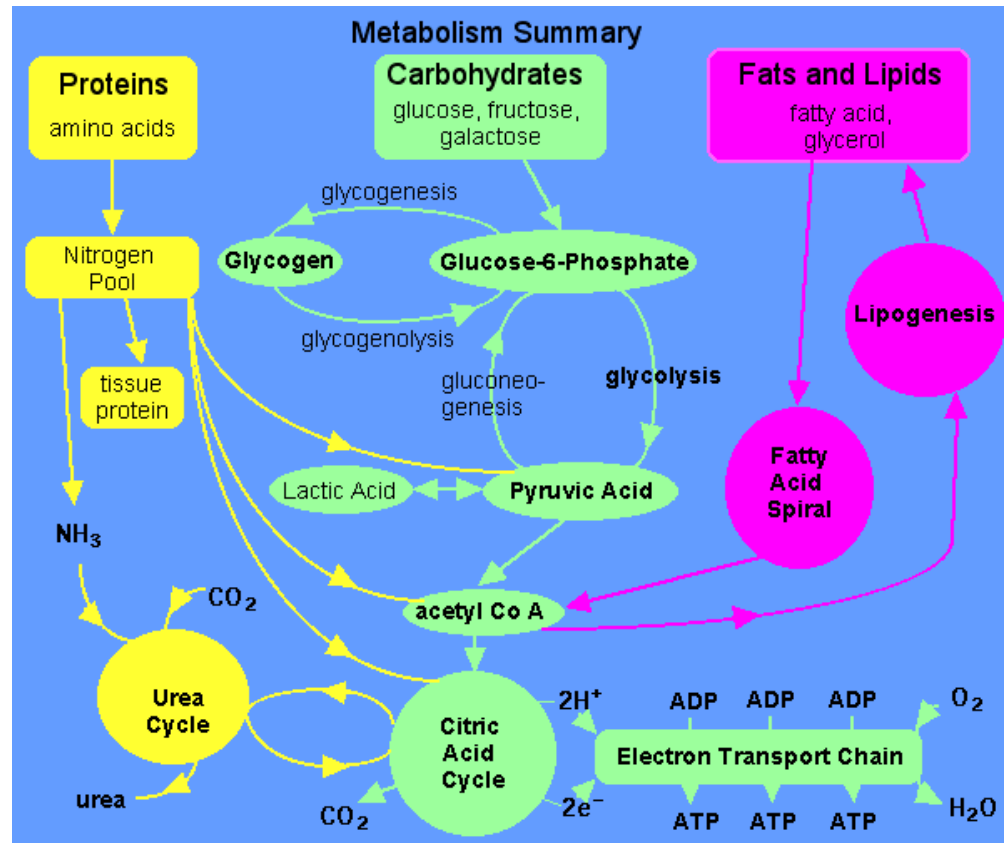 Metabolism Summary
Proteins
amino acids
Carbohydrates
glucose, fructose,
galactose
Fats and Lipids
fatty acid,
glycerol
glycogenesis
Nitrogen
Pool
Glycogen
Glucose-6-Phosphate
Lipogenesis
glycogenolysis
tissue
protein
gluconeo-
genesis
glycolysis
Fatty
Acid
Spiral
Lactic Acid
Pyruvic Acid
NH₃
CO₂
acetyl Co A
Urea
Cycle
Citric
Acid
Cycle
2H⁺
ADP ADP ADP
O₂
Electron Transport Chain
urea
CO₂
2e⁻
ATP ATP ATP
H₂O